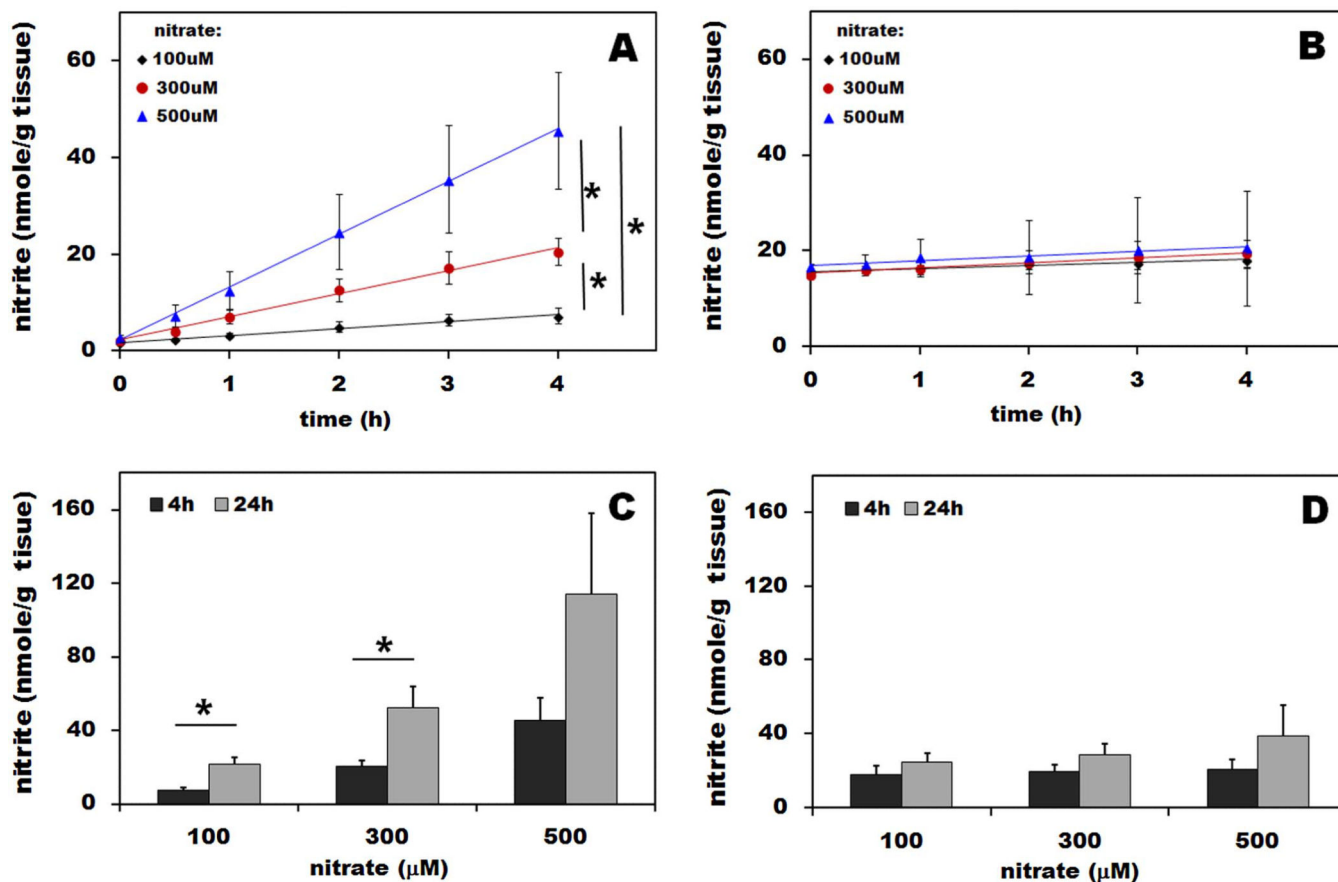 nitrate:
100uM
300uM
500uM
A
nitrite (nmole/g tissue)
60
40
20
0
*
*
*
0 1 2 3 4
time (h)
nitrate:
100uM
300uM
500uM
B
nitrite (nmole/g tissue)
60
40
20
0
0 1 2 3 4
time (h)
4h 24h
C
nitrite (nmole/g tisue)
160
120
80
40
0
*
*
100 300 500
nitrate (μM)
4h 24h
D
nitrite (nmole/g tissue)
160
120
80
40
0
100 300 500
nitrate (μM)